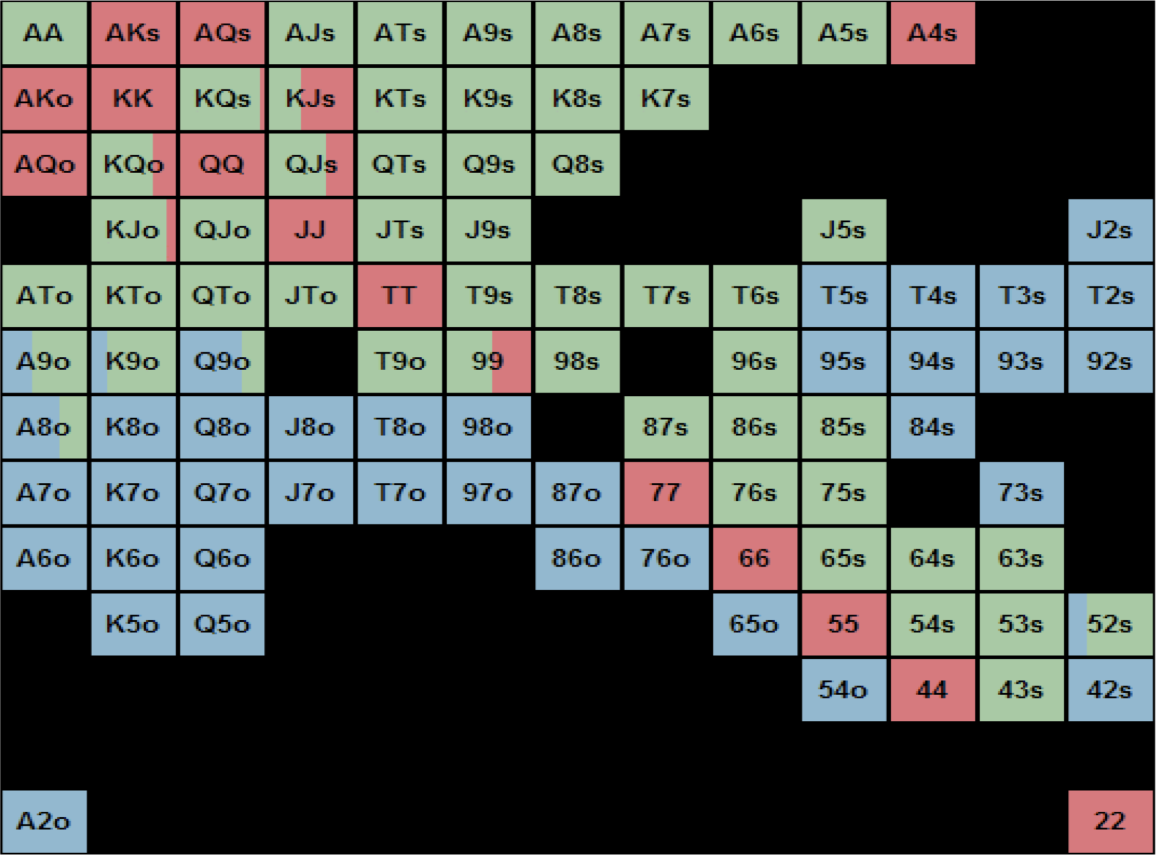 AA AKs AQs AJs ATs A9s A8s A7s A6s A5s A4s
AKo KK KQs KJs KTs K9s K8s K7s
AQo KQo QQ QJs QTs Q9s Q8s
KJo QJo JJ JTs J9s J5s J2s
ATo KTo QTo JTo TT T9s T8s T7s T6s T5s T4s T3s T2s
A9o K9o Q9o T9o 99 98s 96s 95s 94s 93s 92s
A8o K8o Q8o J8o T8o 98o 87s 86s 85s 84s
A7o K7o Q7o J7o T7o 97o 87o 77 76s 75s 73s
A6o K6o Q6o 86o 76o 66 65s 64s 63s
K5o Q5o 65o 55 54s 53s 52s
54o 44 43s 42s
A2o 22